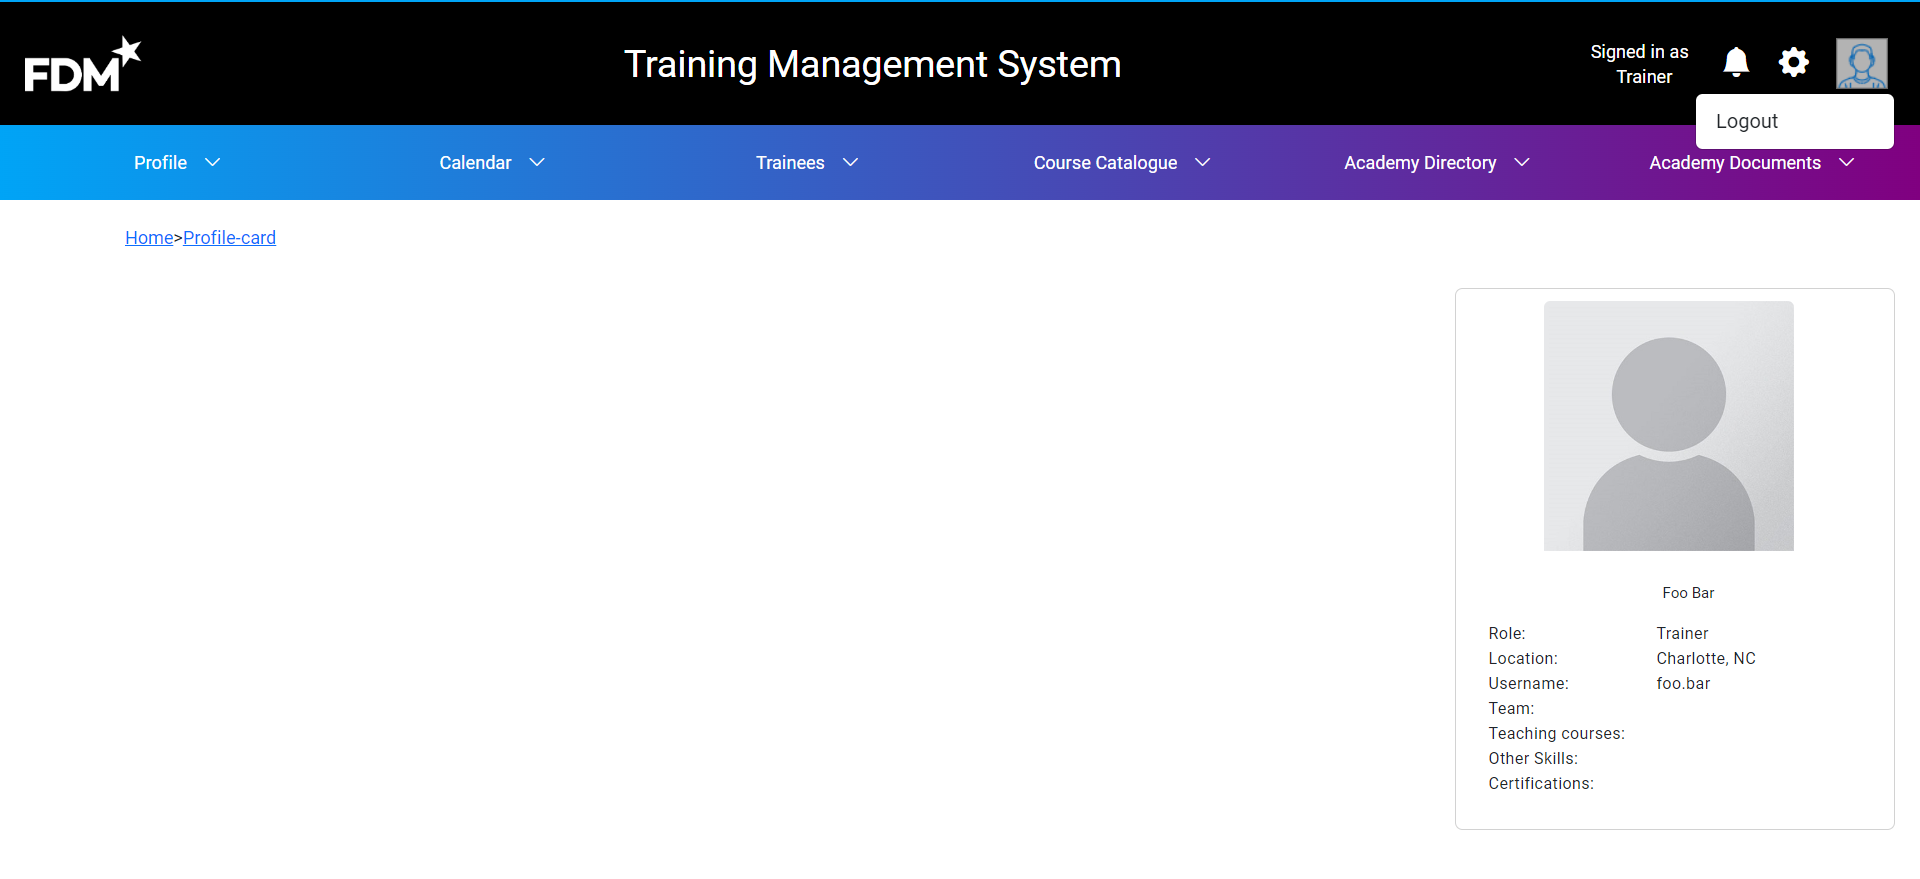 FDM
Training Management System
Signed in as
Trainer
Logout
Profile
Calendar
Trainees
Course Catalogue
Academy Directory
Academy Documents
Home>Profile-card
Foo Bar
Role: Trainer
Location: Charlotte, NC
Username: foo.bar
Team:
Teaching courses:
Other Skills:
Certifications: